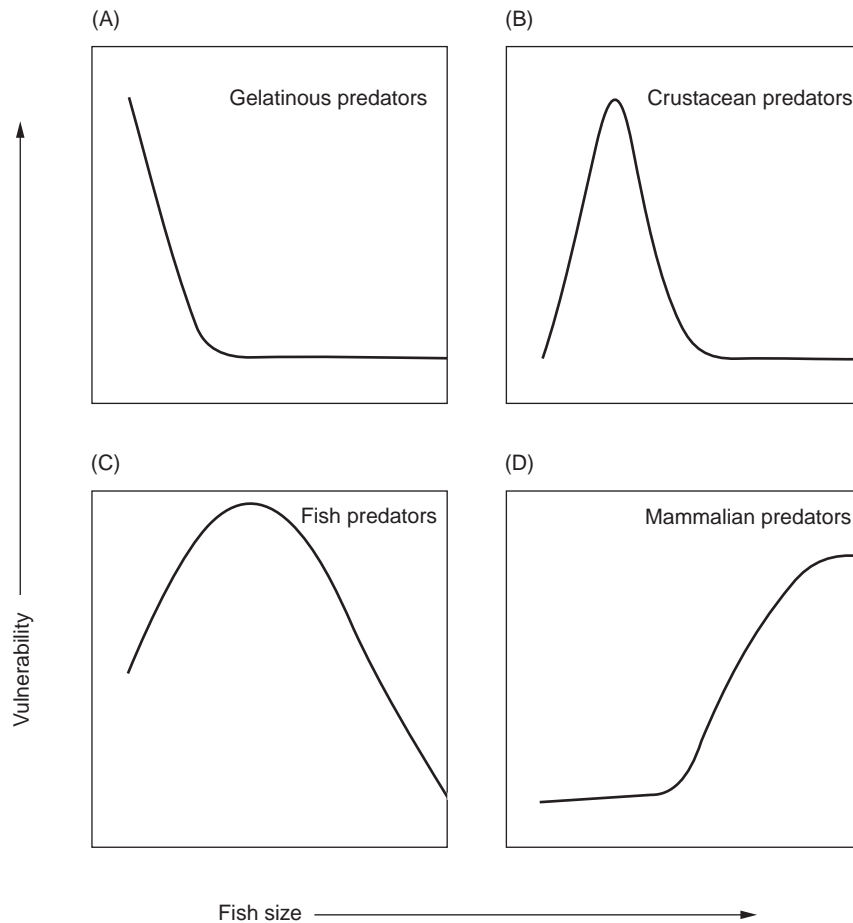 (A)
Gelatinous predators
(B)
Crustacean predators
(C)
Fish predators
(D)
Mammalian predators
Vulnerability
Fish size